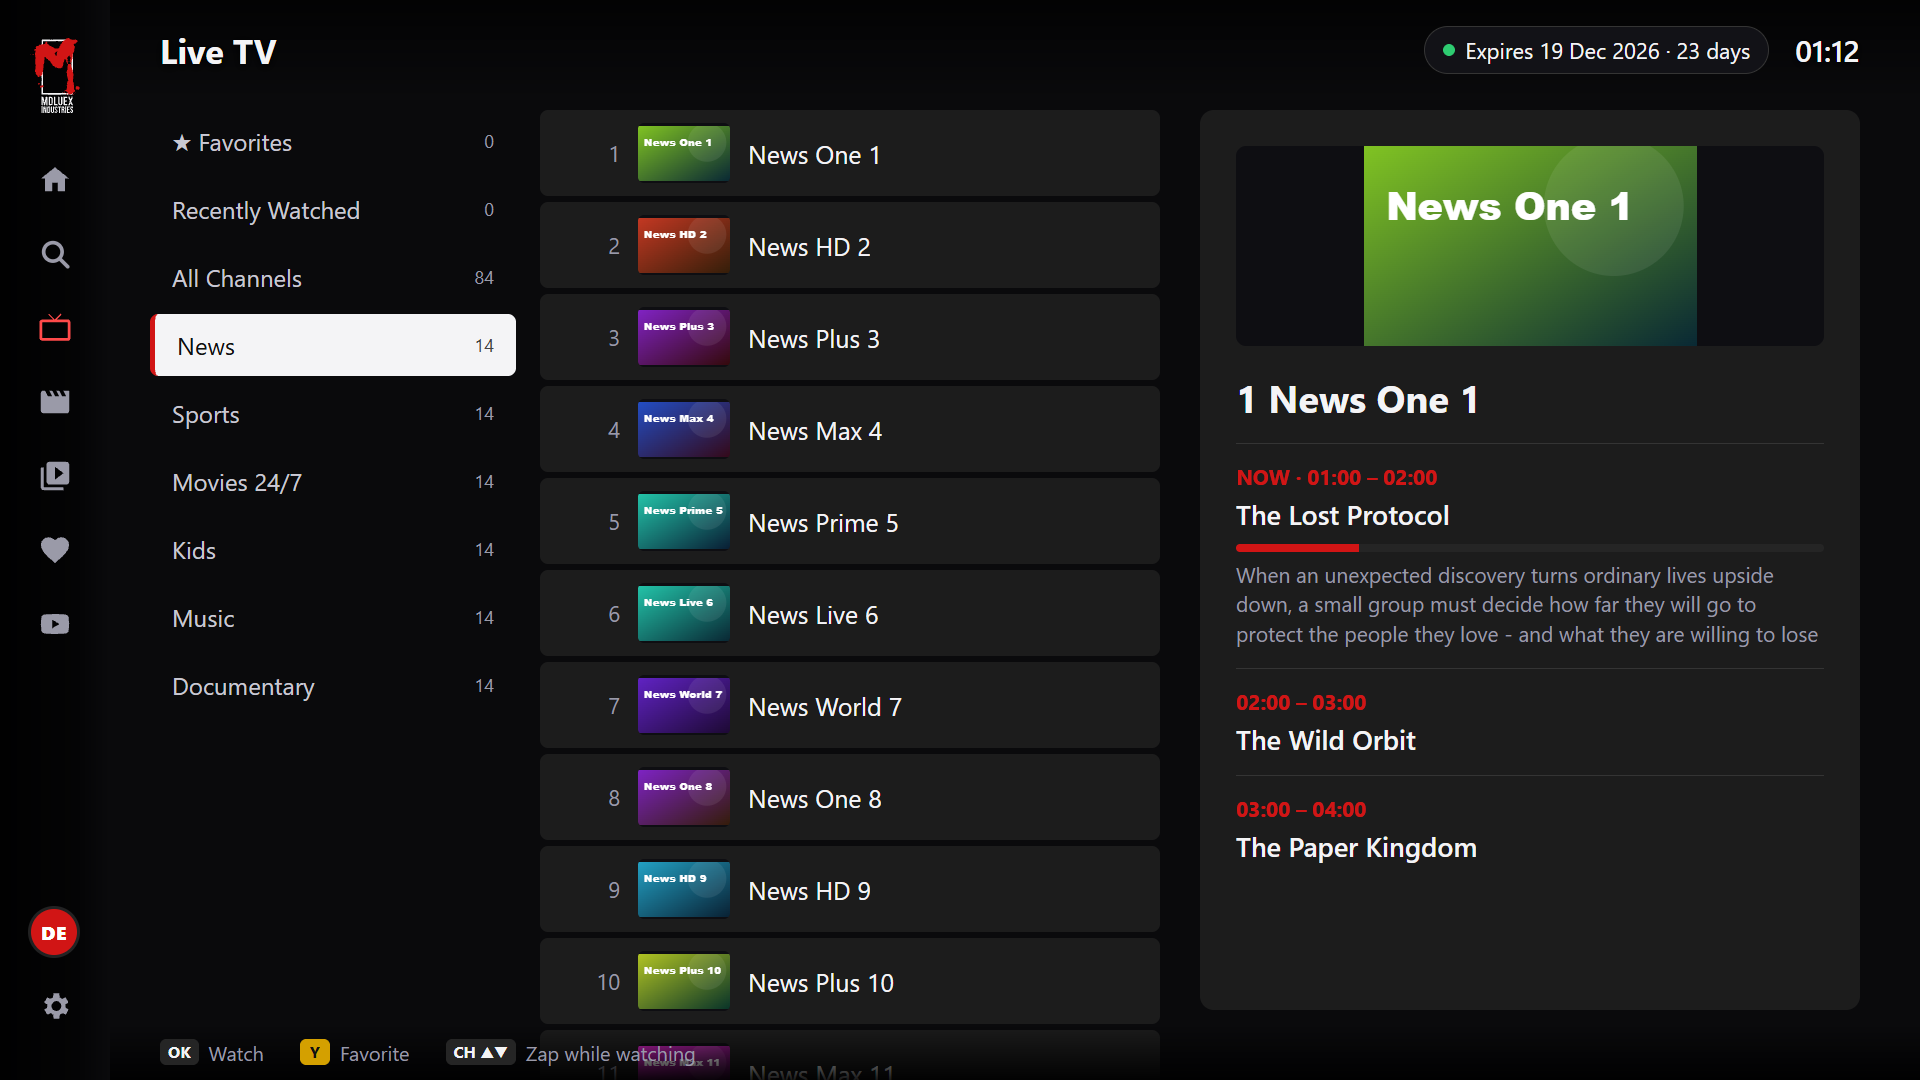 MOLUEX
INDUSTRIES
Live TV
Expires 19 Dec 2026 · 23 days
01:12
★ Favorites 0
Recently Watched 0
All Channels 84
News 14
Sports 14
Movies 24/7 14
Kids 14
Music 14
Documentary 14
DE
1 News One 1 News One 1
2 News HD 2 News HD 2
3 News Plus 3 News Plus 3
4 News Max 4 News Max 4
5 News Prime 5 News Prime 5
6 News Live 6 News Live 6
7 News World 7 News World 7
8 News One 8 News One 8
9 News HD 9 News HD 9
10 News Plus 10 News Plus 10
11 News Max 11 News Max 11
News One 1
1 News One 1
NOW · 01:00 – 02:00
The Lost Protocol
When an unexpected discovery turns ordinary lives upside
down, a small group must decide how far they will go to
protect the people they love - and what they are willing to lose
02:00 – 03:00
The Wild Orbit
03:00 – 04:00
The Paper Kingdom
OK Watch Y Favorite CH ▲▼ Zap while watching